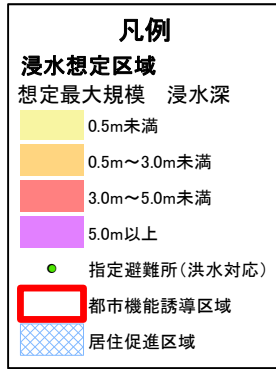 凡例
浸水想定区域
想定最大規模 浸水深
0.5m未満
0.5m～3.0m未満
3.0m～5.0m未満
5.0m以上
指定避難所(洪水対応)
都市機能誘導区域
居住促進区域